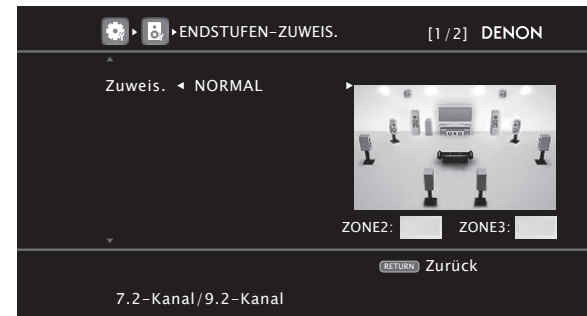 ENDSTUFEN-ZUWEIS. [1/2] DENON
Zuweis. ◄ NORMAL ►
ZONE2: ZONE3:
RETURN Zurück
7.2-Kanal/9.2-Kanal